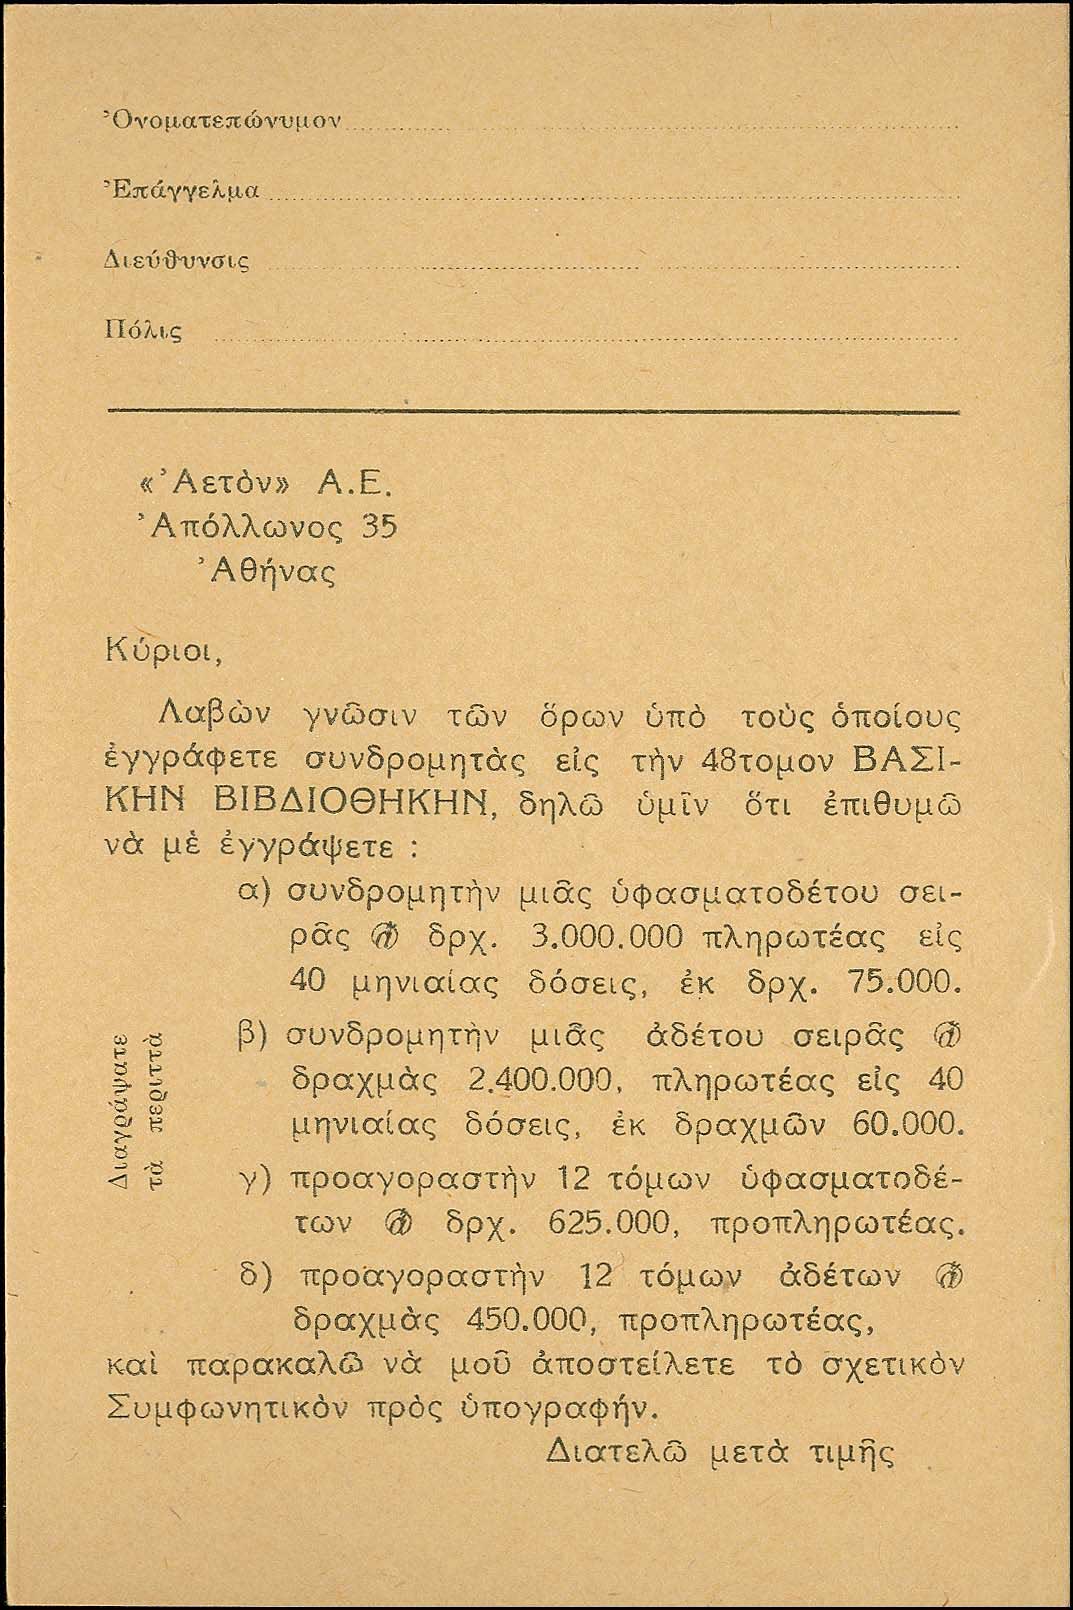 Ὀνοματεπώνυμον
Ἐπάγγελμα
Διεύθυνσις
Πόλις
«Ἀετὸν» Α.Ε.
Ἀπόλλωνος 35
Ἀθήνας
Κύριοι,
Λαβὼν γνῶσιν τῶν ὅρων ὑπὸ τοὺς ὁποίους
ἐγγράφετε συνδρομητὰς εἰς τὴν 48τομον ΒΑΣΙ-
ΚΗΝ ΒΙΒΔΙΟΘΗΚΗΝ, δηλῶ ὑμῖν ὅτι ἐπιθυμῶ
νὰ μὲ ἐγγράψετε :
α) συνδρομητὴν μιᾶς ὑφασματοδέτου σει-
ρᾶς @ δρχ. 3.000.000 πληρωτέας εἰς
40 μηνιαίας δόσεις, ἐκ δρχ. 75.000.
Διαγράψατε
τὰ περιττὰ
β) συνδρομητὴν μιᾶς ἀδέτου σειρᾶς @
δραχμὰς 2.400.000, πληρωτέας εἰς 40
μηνιαίας δόσεις, ἐκ δραχμῶν 60.000.
γ) προαγοραστὴν 12 τόμων ὑφασματοδέ-
των @ δρχ. 625.000, προπληρωτέας.
δ) προαγοραστὴν 12 τόμων ἀδέτων @
δραχμὰς 450.000, προπληρωτέας,
καὶ παρακαλῶ νὰ μοῦ ἀποστείλετε τὸ σχετικὸν
Συμφωνητικὸν πρὸς ὑπογραφήν.
Διατελῶ μετὰ τιμῆς